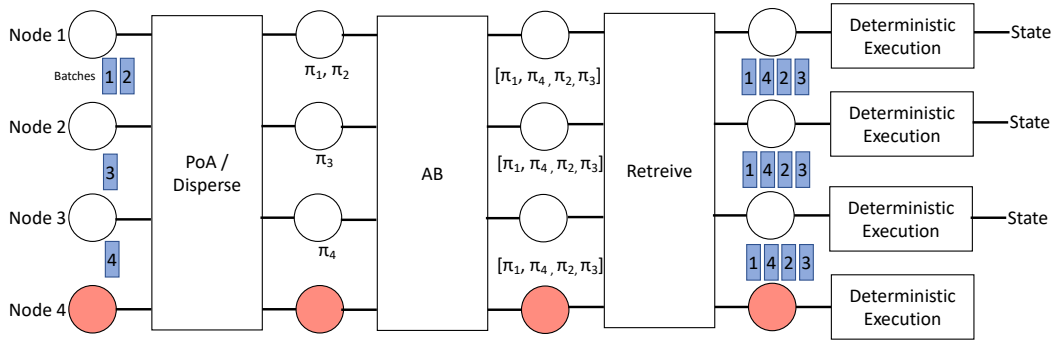 Node 1
Batches
1 2
Node 2
3
Node 3
4
Node 4
PoA /
Disperse
π₁, π₂
π₃
π₄
AB
[π₁, π₄, π₂, π₃]
[π₁, π₄, π₂, π₃]
[π₁, π₄, π₂, π₃]
Retreive
1 4 2 3
1 4 2 3
1 4 2 3
Deterministic
Execution
State
Deterministic
Execution
State
Deterministic
Execution
State
Deterministic
Execution